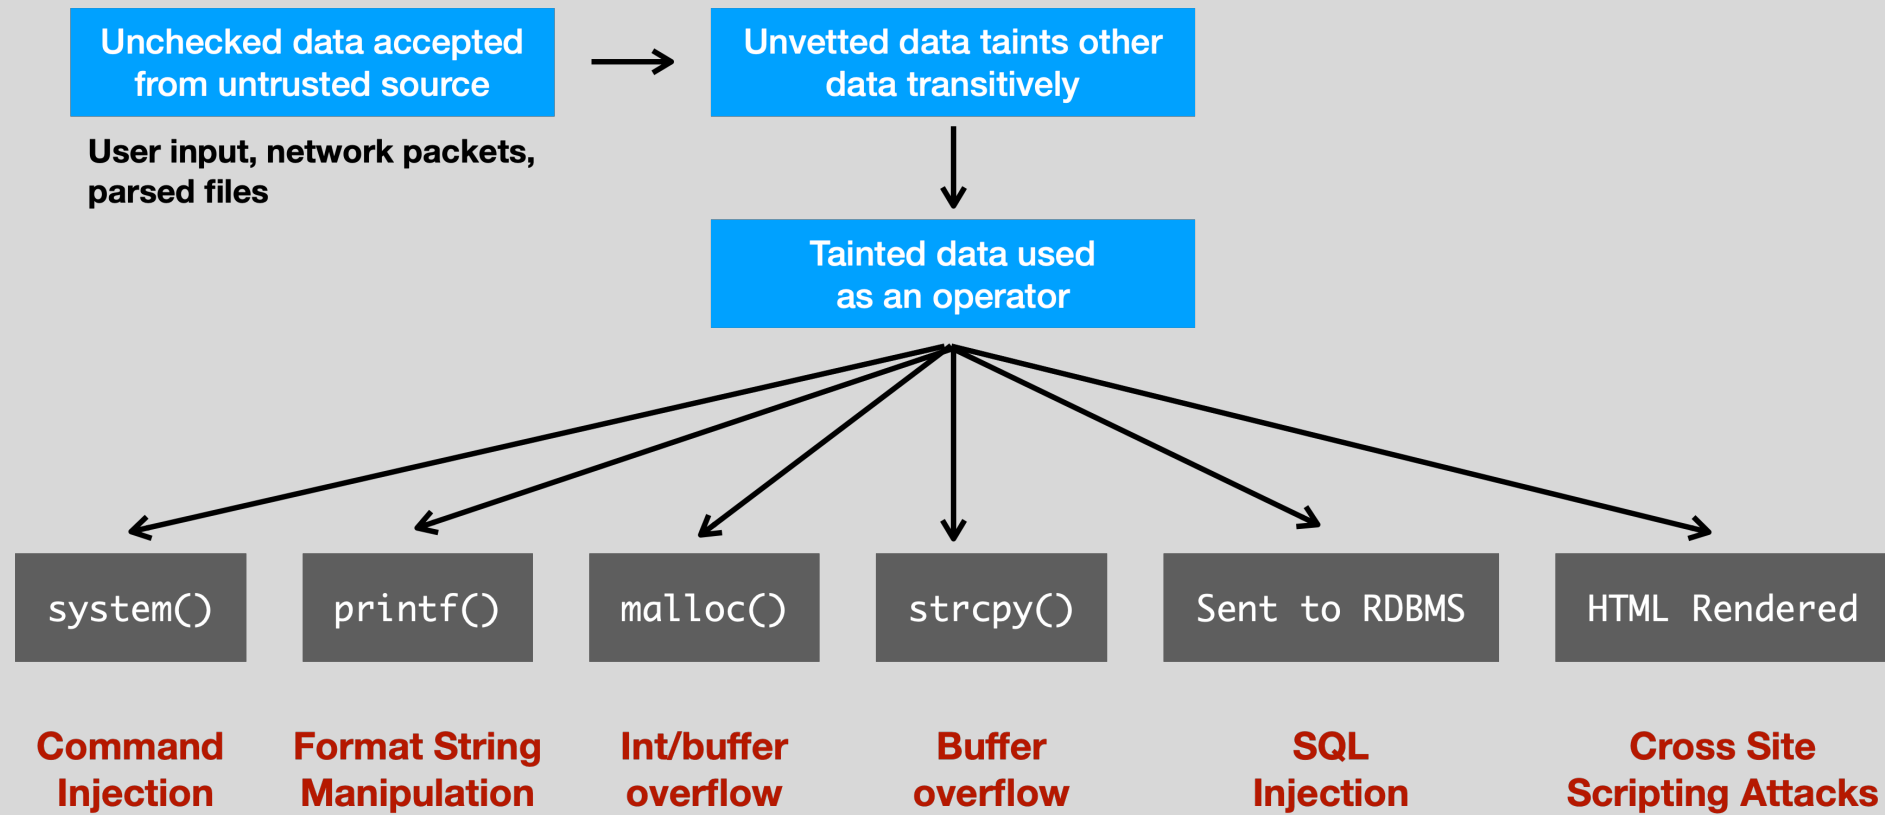 Unchecked data accepted
from untrusted source
Unvetted data taints other
data transitively
User input, network packets,
parsed files
Tainted data used
as an operator
system()
printf()
malloc()
strcpy()
Sent to RDBMS
HTML Rendered
Command
Injection
Format String
Manipulation
Int/buffer
overflow
Buffer
overflow
SQL
Injection
Cross Site
Scripting Attacks